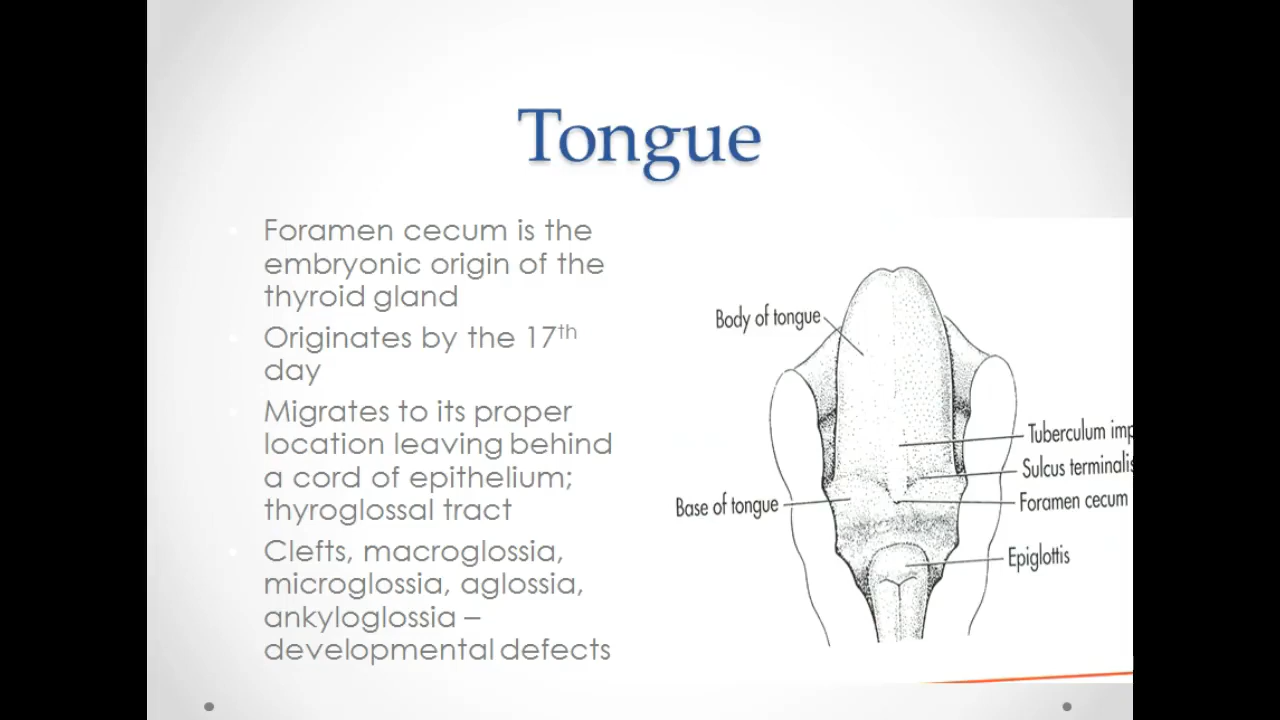 Tongue
Foramen cecum is the
embryonic origin of the
thyroid gland
Originates by the 17th
day
Migrates to its proper
location leaving behind
a cord of epithelium;
thyroglossal tract
Clefts, macroglossia,
microglossia, aglossia,
ankyloglossia –
developmental defects
Body of tongue
Tuberculum imp
Sulcus terminalis
Foramen cecum
Base of tongue
Epiglottis